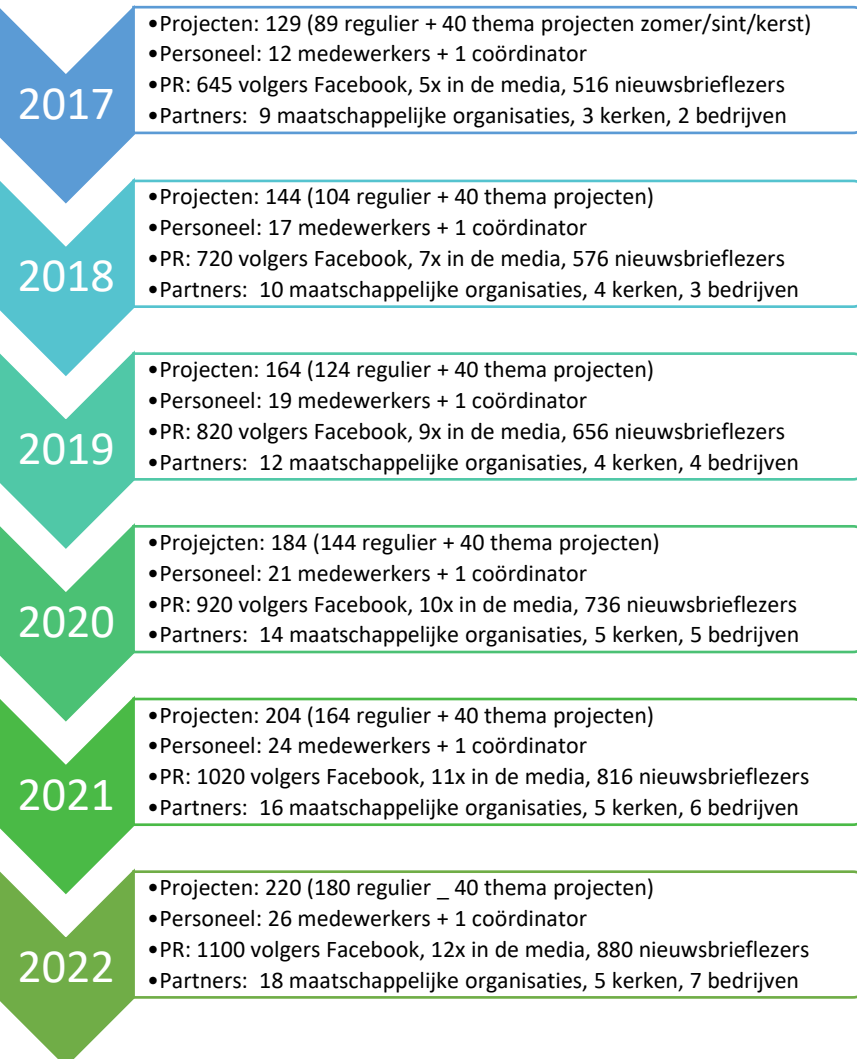 2017
•Projecten: 129 (89 regulier + 40 thema projecten zomer/sint/kerst)
•Personeel: 12 medewerkers + 1 coördinator
•PR: 645 volgers Facebook, 5x in de media, 516 nieuwsbrieflezers
•Partners:  9 maatschappelijke organisaties, 3 kerken, 2 bedrijven
2018
•Projecten: 144 (104 regulier + 40 thema projecten)
•Personeel: 17 medewerkers + 1 coördinator
•PR: 720 volgers Facebook, 7x in de media, 576 nieuwsbrieflezers
•Partners:  10 maatschappelijke organisaties, 4 kerken, 3 bedrijven
2019
•Projecten: 164 (124 regulier + 40 thema projecten)
•Personeel: 19 medewerkers + 1 coördinator
•PR: 820 volgers Facebook, 9x in de media, 656 nieuwsbrieflezers
•Partners:  12 maatschappelijke organisaties, 4 kerken, 4 bedrijven
2020
•Projejcten: 184 (144 regulier + 40 thema projecten)
•Personeel: 21 medewerkers + 1 coördinator
•PR: 920 volgers Facebook, 10x in de media, 736 nieuwsbrieflezers
•Partners:  14 maatschappelijke organisaties, 5 kerken, 5 bedrijven
2021
•Projecten: 204 (164 regulier + 40 thema projecten)
•Personeel: 24 medewerkers + 1 coördinator
•PR: 1020 volgers Facebook, 11x in de media, 816 nieuwsbrieflezers
•Partners:  16 maatschappelijke organisaties, 5 kerken, 6 bedrijven
2022
•Projecten: 220 (180 regulier _ 40 thema projecten)
•Personeel: 26 medewerkers + 1 coördinator
•PR: 1100 volgers Facebook, 12x in de media, 880 nieuwsbrieflezers
•Partners:  18 maatschappelijke organisaties, 5 kerken, 7 bedrijven